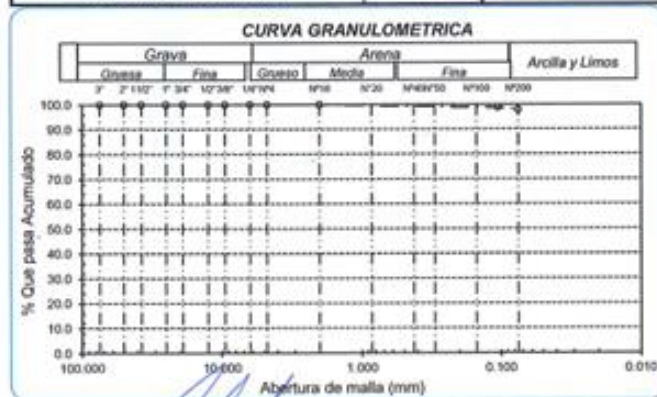 CURVA GRANULOMETRICA
Grava Arena Arcilla y Limos
Gruesa Fina Grueso Media Fina
3" 2" 1 1/2" 1" 3/4" 1/2" 3/8" 1/4" Nº4 Nº10 Nº20 Nº40 Nº50 Nº100 Nº200
% Que pasa Acumulado
100.0
90.0
80.0
70.0
60.0
50.0
40.0
30.0
20.0
10.0
0.0
100.000 10.000 1.000 0.100 0.010
Abertura de malla (mm)